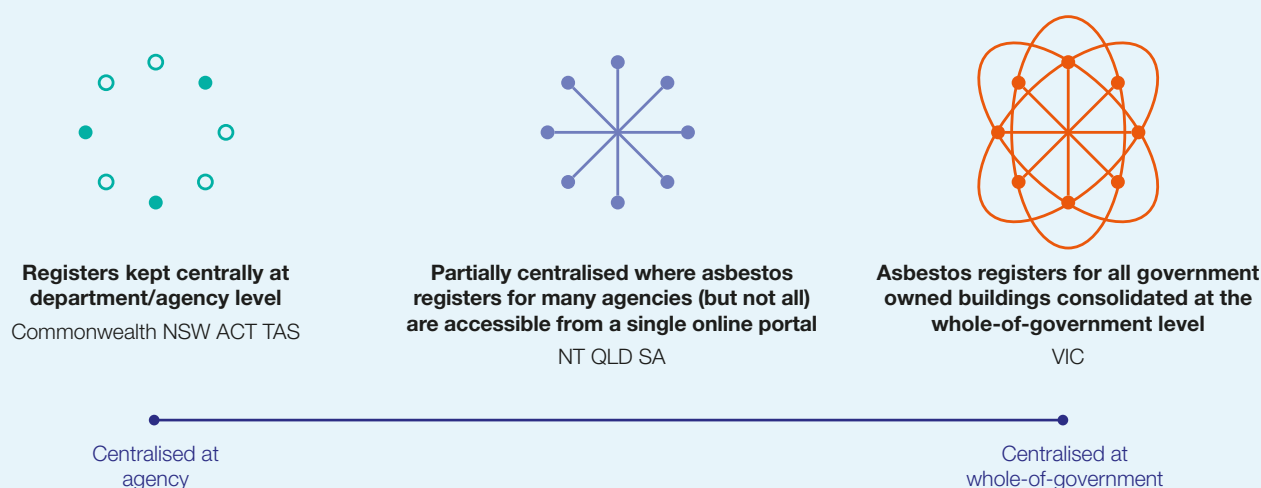 Registers kept centrally at
department/agency level
Commonwealth NSW ACT TAS
Partially centralised where asbestos
registers for many agencies (but not all)
are accessible from a single online portal
NT QLD SA
Asbestos registers for all government
owned buildings consolidated at the
whole-of-government level
VIC
Centralised at
agency
Centralised at
whole-of-government